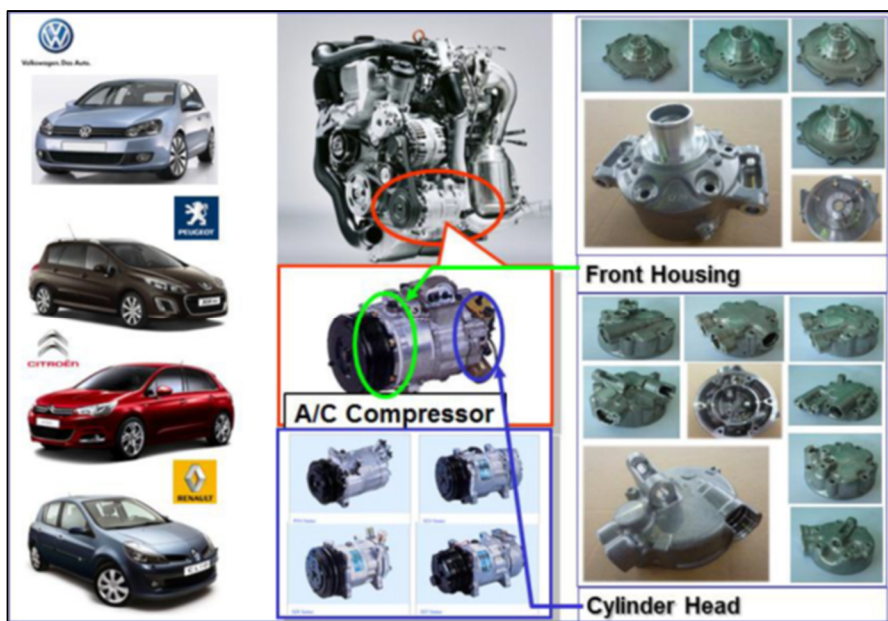 Volkswagen. Das Auto.
PEUGEOT
CITROËN
RENAULT
A/C Compressor
Front Housing
Cylinder Head